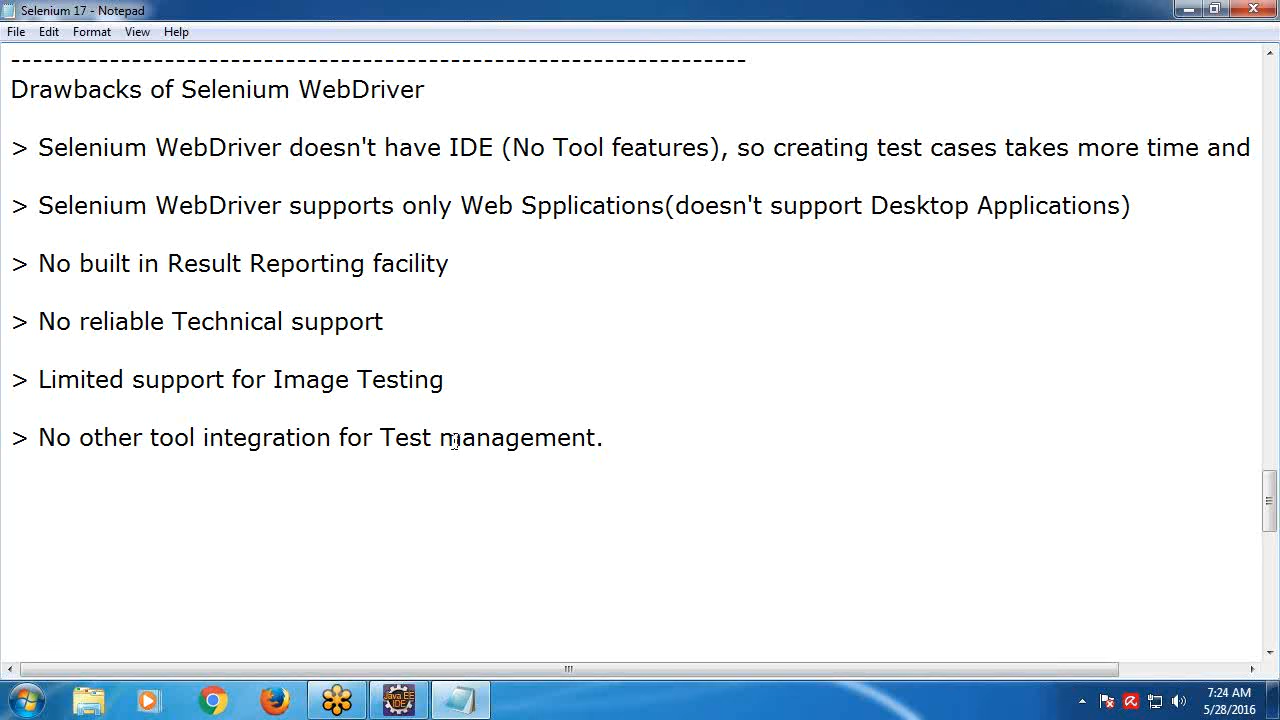 Selenium 17 - Notepad
File Edit Format View Help
-------------------------------------------------------------------
Drawbacks of Selenium WebDriver
> Selenium WebDriver doesn't have IDE (No Tool features), so creating test cases takes more time and
> Selenium WebDriver supports only Web Spplications(doesn't support Desktop Applications)
> No built in Result Reporting facility
> No reliable Technical support
> Limited support for Image Testing
> No other tool integration for Test management.
Java EE
IDE
7:24 AM
5/28/2016